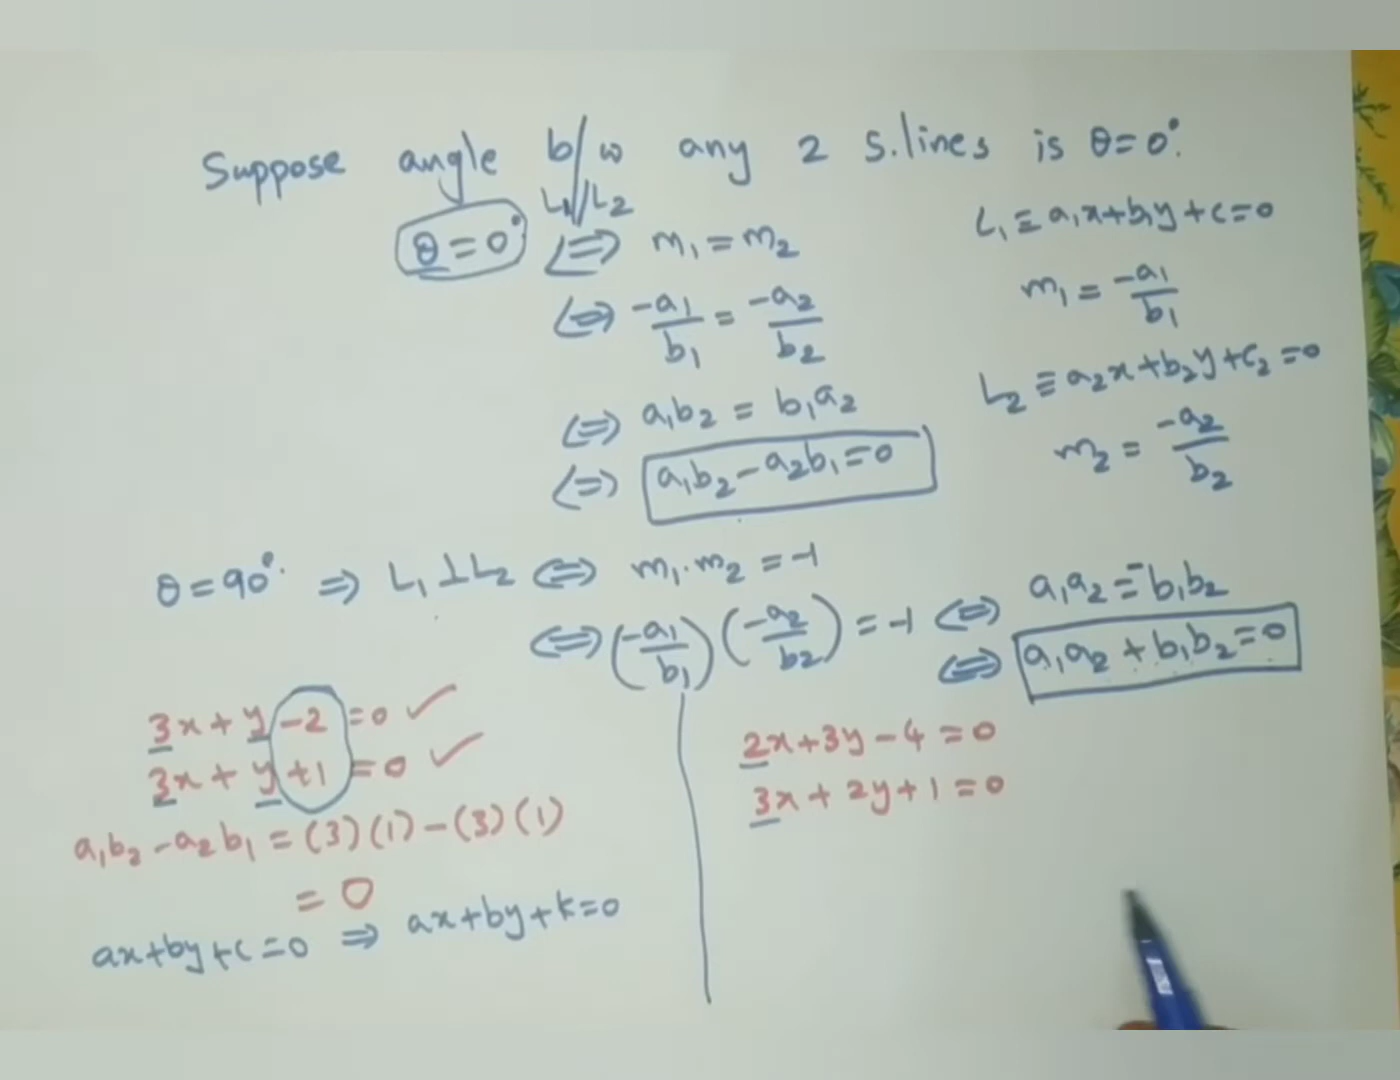 Suppose angle b/w any 2 s.lines is θ=0°.
L₁//L₂
θ=0° ⇔ m₁=m₂
⇔ -a₁/b₁ = -a₂/b₂
⇔ a₁b₂ = b₁a₂
⇔ a₁b₂-a₂b₁=0
L₁≡a₁x+b₁y+c=0
m₁ = -a₁/b₁
L₂≡a₂x+b₂y+c₂=0
m₂ = -a₂/b₂
θ=90° ⇒ L₁⊥L₂ ⇔ m₁.m₂=-1
⇔ (-a₁/b₁)(-a₂/b₂)=-1 ⇔ a₁a₂=-b₁b₂
⇔ a₁a₂+b₁b₂=0
3x+y-2=0 ✓
3x+y+1=0 ✓
a₁b₂-a₂b₁=(3)(1)-(3)(1)
=0
ax+by+c=0 ⇒ ax+by+k=0
2x+3y-4=0
3x+2y+1=0